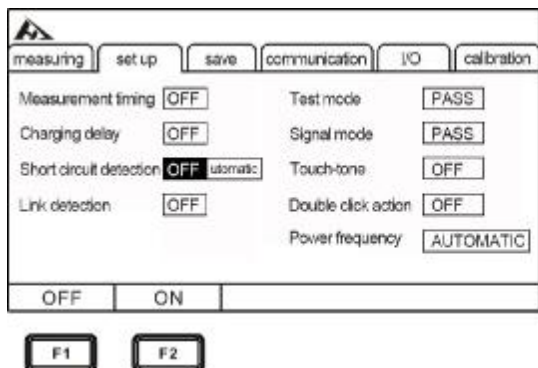 measuring set up save communication I/O calibration
Measurement timing OFF Test mode PASS
Charging delay OFF Signal mode PASS
Short circuit detection OFF utomatic Touch-tone OFF
Link detection OFF Double click action OFF
Power frequency AUTOMATIC
OFF ON
F1 F2